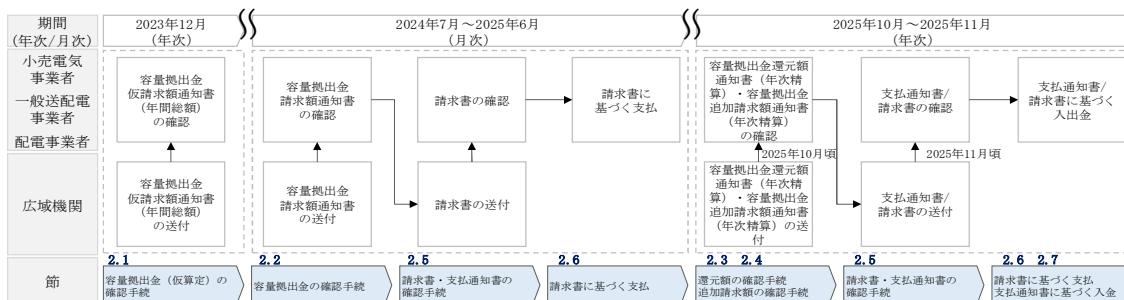 期間
(年次/月次)
2023年12月
(年次)
2024年7月～2025年6月
(月次)
2025年10月～2025年11月
(年次)
小売電気
事業者
一般送配電
事業者
配電事業者
容量拠出金
仮請求額通知書
(年間総額)
の確認
容量拠出金
請求額通知書
の確認
請求書の確認
請求書に
基づく支払
容量拠出金還元額
通知書（年次精
算）・容量拠出金
追加請求額通知書
（年次精算）
の確認
支払通知書/
請求書の確認
支払通知書/
請求書に基づく
入出金
2025年10月頃
2025年11月頃
広域機関
容量拠出金
仮請求額通知書
(年間総額)
の送付
容量拠出金
請求額通知書
の送付
請求書の送付
容量拠出金還元額
通知書（年次精
算）・容量拠出金
追加請求額通知書
（年次精算）の送
付
支払通知書/
請求書の送付
節
2.1
容量拠出金（仮算定）の
確認手続
2.2
容量拠出金の確認手続
2.5
請求書・支払通知書の
確認手続
2.6
請求書に基づく支払
2.3 2.4
還元額の確認手続
追加請求額の確認手続
2.5
請求書・支払通知書の
確認手続
2.6 2.7
請求書に基づく支払
支払通知書に基づく入金